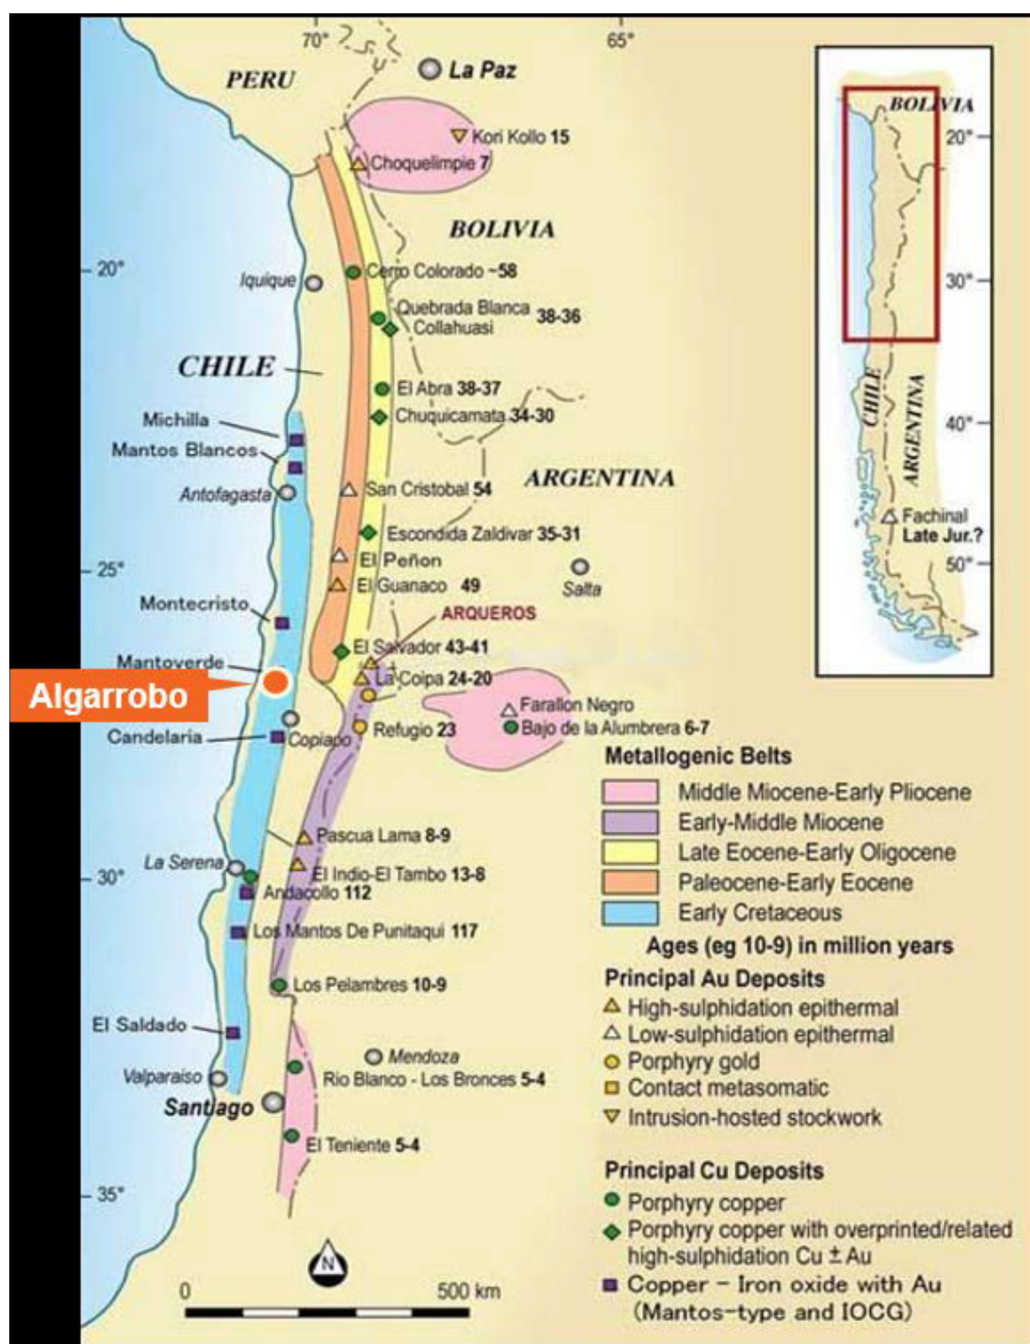 70°
65°
PERU
La Paz
Kori Kollo 15
Choquelimpie 7
BOLIVIA
20°
Iquique
Cerro Colorado ~58
Quebrada Blanca
38-36
Collahuasi
CHILE
El Abra 38-37
Michilla
Chuquicamata 34-30
Mantos Blancos
ARGENTINA
Antofagasta
San Cristobal 54
Escondida Zaldivar 35-31
El Peñon
25°
El Guanaco 49
Salta
Montecristo
ARQUEROS
El Salvador 43-41
Mantoverde
La Coipa 24-20
Algarrobo
Farallon Negro
Candelaria
Copiapo
Refugio 23
Bajo de la Alumbrera 6-7
Pascua Lama 8-9
La Serena
El Indio-El Tambo 13-8
30°
Andacollo 112
Los Mantos De Punitaqui 117
Los Pelambres 10-9
El Saldado
Mendoza
Valparaiso
Rio Blanco - Los Bronces 5-4
Santiago
El Teniente 5-4
35°
N
0
500 km
BOLIVIA
20°
30°
CHILE
ARGENTINA
40°
Fachinal
Late Jur.?
50°
Metallogenic Belts
Middle Miocene-Early Pliocene
Early-Middle Miocene
Late Eocene-Early Oligocene
Paleocene-Early Eocene
Early Cretaceous
Ages (eg 10-9) in million years
Principal Au Deposits
High-sulphidation epithermal
Low-sulphidation epithermal
Porphyry gold
Contact metasomatic
Intrusion-hosted stockwork
Principal Cu Deposits
Porphyry copper
Porphyry copper with overprinted/related
high-sulphidation Cu ± Au
Copper - Iron oxide with Au
(Mantos-type and IOCG)